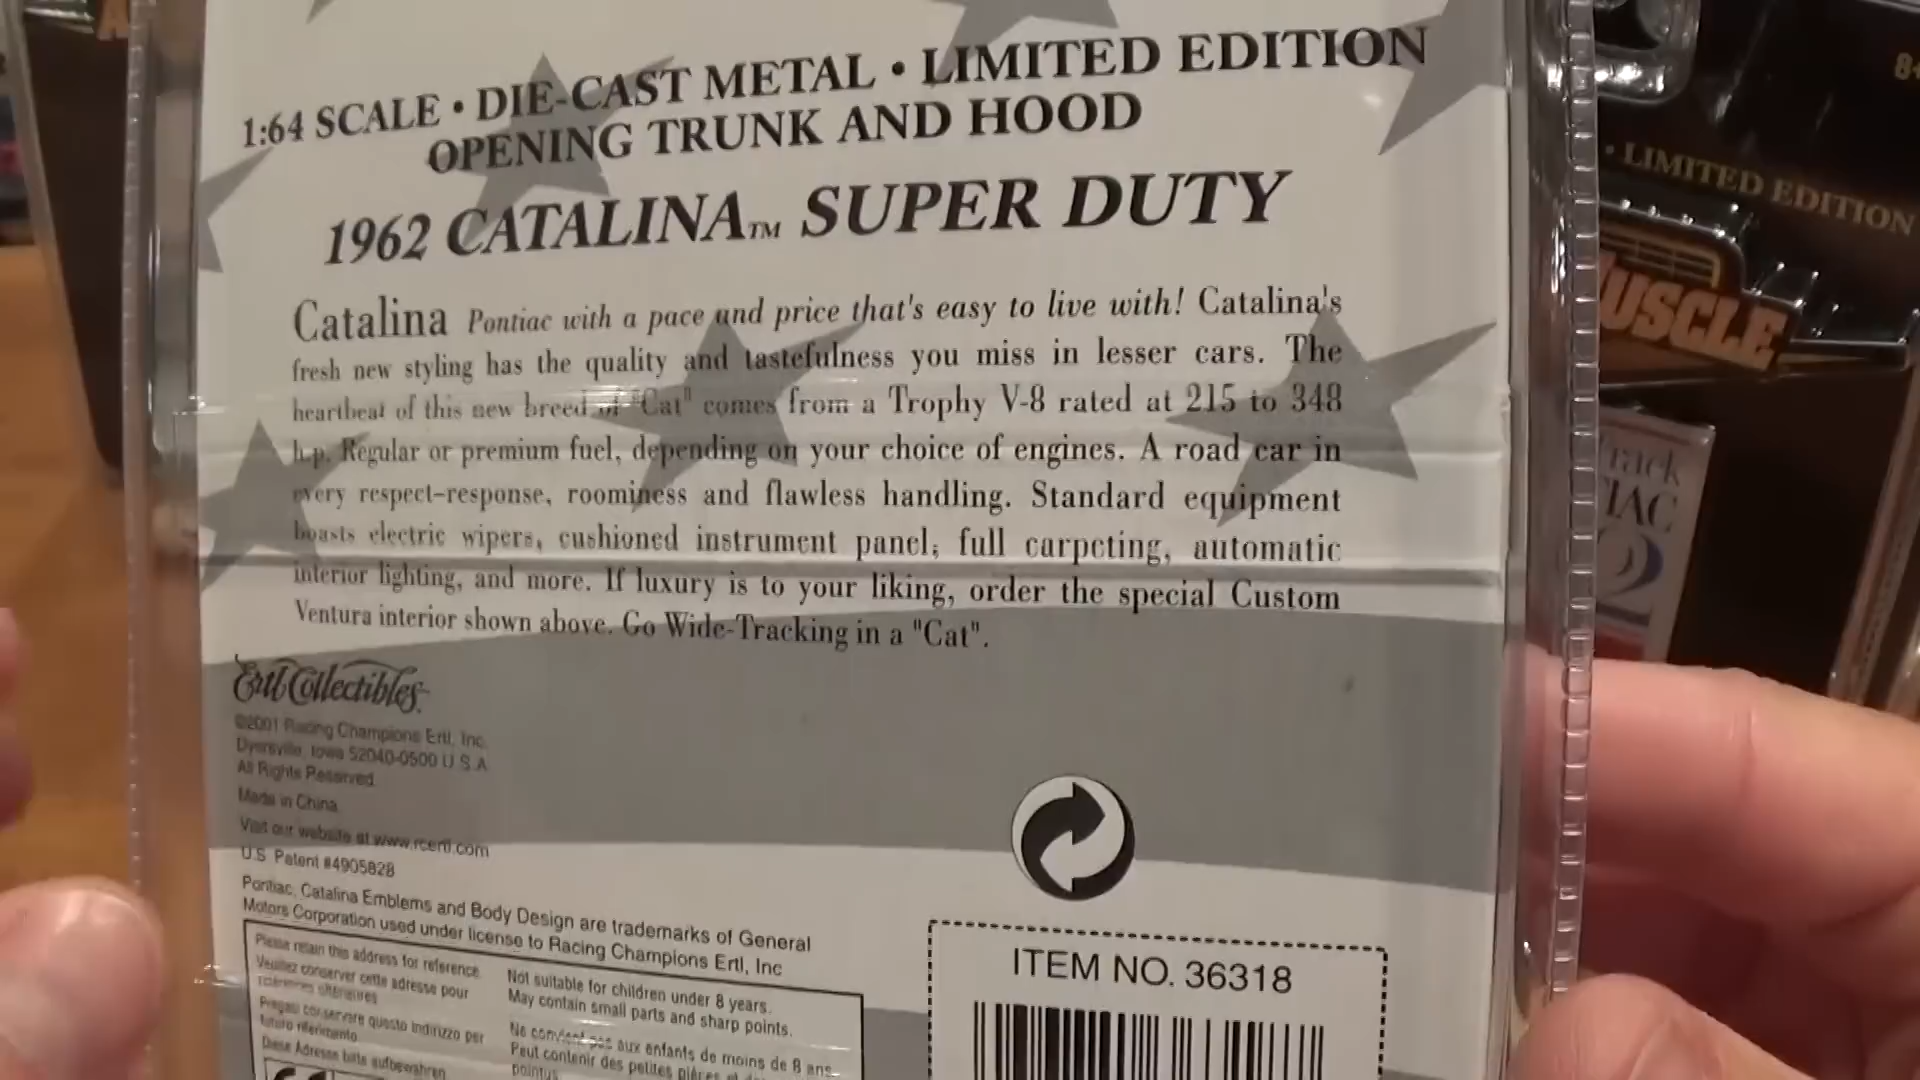 1:64 SCALE • DIE-CAST METAL • LIMITED EDITION
OPENING TRUNK AND HOOD
1962 CATALINA™ SUPER DUTY
Catalina Pontiac with a pace and price that's easy to live with! Catalina's
fresh new styling has the quality and tastefulness you miss in lesser cars. The
heartbeat of this new breed of "Cat" comes from a Trophy V-8 rated at 215 to 348
h.p. Regular or premium fuel, depending on your choice of engines. A road car in
every respect-response, roominess and flawless handling. Standard equipment
boasts electric wipers, cushioned instrument panel; full carpeting, automatic
interior lighting, and more. If luxury is to your liking, order the special Custom
Ventura interior shown above. Go Wide-Tracking in a "Cat".
Ertl Collectibles
©2001 Racing Champions Ertl, Inc.
Dyersville, Iowa 52040-0500 U.S.A.
All Rights Reserved.
Made in China
Visit our website at www.rcertl.com
U.S. Patent #4905828
Pontiac, Catalina Emblems and Body Design are trademarks of General
Motors Corporation used under license to Racing Champions Ertl, Inc
Please retain this address for reference.
Veuillez conserver cette adresse pour
références ultérieures
Pregasi conservare questo indirizzo per
futuro riferimento.
Diese Adresse bitte aufbewahren
Not suitable for children under 8 years.
May contain small parts and sharp points.
Ne convient pas aux enfants de moins de 8 ans.
Peut contenir des petites pièces et
pointus
CE
ITEM NO. 36318
8+
• LIMITED EDITION
USCLE
rack
IAC
2